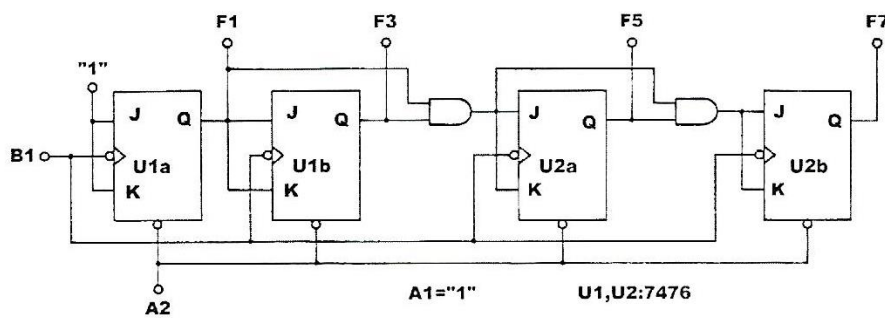 F1 F3 F5 F7
"1"
J Q J Q J Q J Q
B1 U1a U1b U2a U2b
K K K K
A2 A1="1" U1,U2:7476